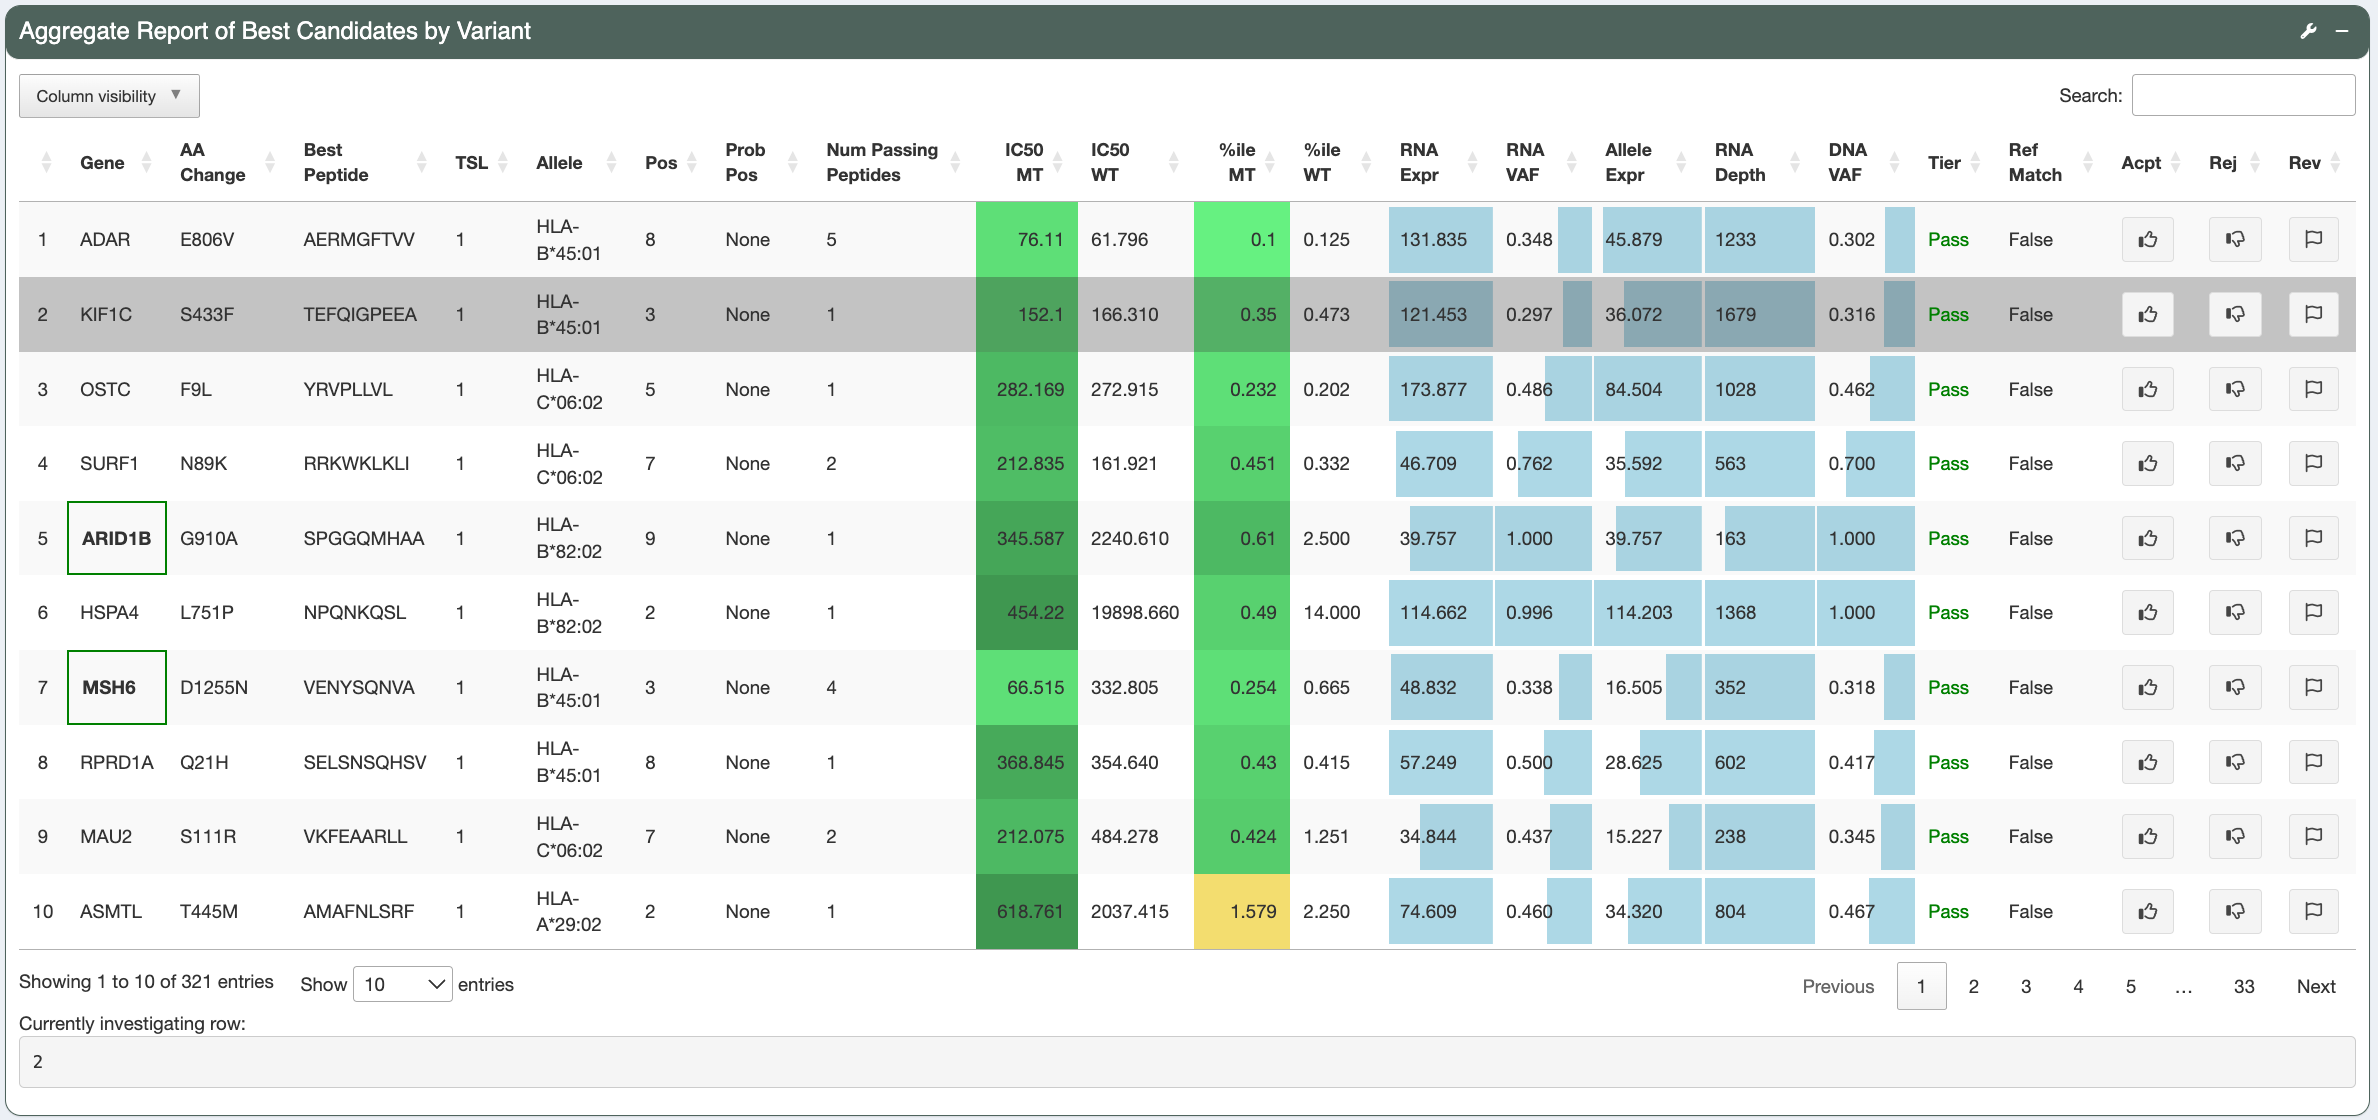 Aggregate Report of Best Candidates by Variant
Column visibility ▼
Search:
Gene AA Change Best Peptide TSL Allele Pos Prob Pos Num Passing Peptides IC50 MT IC50 WT %ile MT %ile WT RNA Expr RNA VAF Allele Expr RNA Depth DNA VAF Tier Ref Match Acpt Rej Rev
1 ADAR E806V AERMGFTVV 1 HLA-B*45:01 8 None 5 76.11 61.796 0.1 0.125 131.835 0.348 45.879 1233 0.302 Pass False
2 KIF1C S433F TEFQIGPEEA 1 HLA-B*45:01 3 None 1 152.1 166.310 0.35 0.473 121.453 0.297 36.072 1679 0.316 Pass False
3 OSTC F9L YRVPLLVL 1 HLA-C*06:02 5 None 1 282.169 272.915 0.232 0.202 173.877 0.486 84.504 1028 0.462 Pass False
4 SURF1 N89K RRKWKLKLI 1 HLA-C*06:02 7 None 2 212.835 161.921 0.451 0.332 46.709 0.762 35.592 563 0.700 Pass False
5 ARID1B G910A SPGGQMHAA 1 HLA-B*82:02 9 None 1 345.587 2240.610 0.61 2.500 39.757 1.000 39.757 163 1.000 Pass False
6 HSPA4 L751P NPQNKQSL 1 HLA-B*82:02 2 None 1 454.22 19898.660 0.49 14.000 114.662 0.996 114.203 1368 1.000 Pass False
7 MSH6 D1255N VENYSQNVA 1 HLA-B*45:01 3 None 4 66.515 332.805 0.254 0.665 48.832 0.338 16.505 352 0.318 Pass False
8 RPRD1A Q21H SELSNSQHSV 1 HLA-B*45:01 8 None 1 368.845 354.640 0.43 0.415 57.249 0.500 28.625 602 0.417 Pass False
9 MAU2 S111R VKFEAARLL 1 HLA-C*06:02 7 None 2 212.075 484.278 0.424 1.251 34.844 0.437 15.227 238 0.345 Pass False
10 ASMTL T445M AMAFNLSRF 1 HLA-A*29:02 2 None 1 618.761 2037.415 1.579 2.250 74.609 0.460 34.320 804 0.467 Pass False
Showing 1 to 10 of 321 entries Show 10 entries Previous 1 2 3 4 5 … 33 Next
Currently investigating row:
2